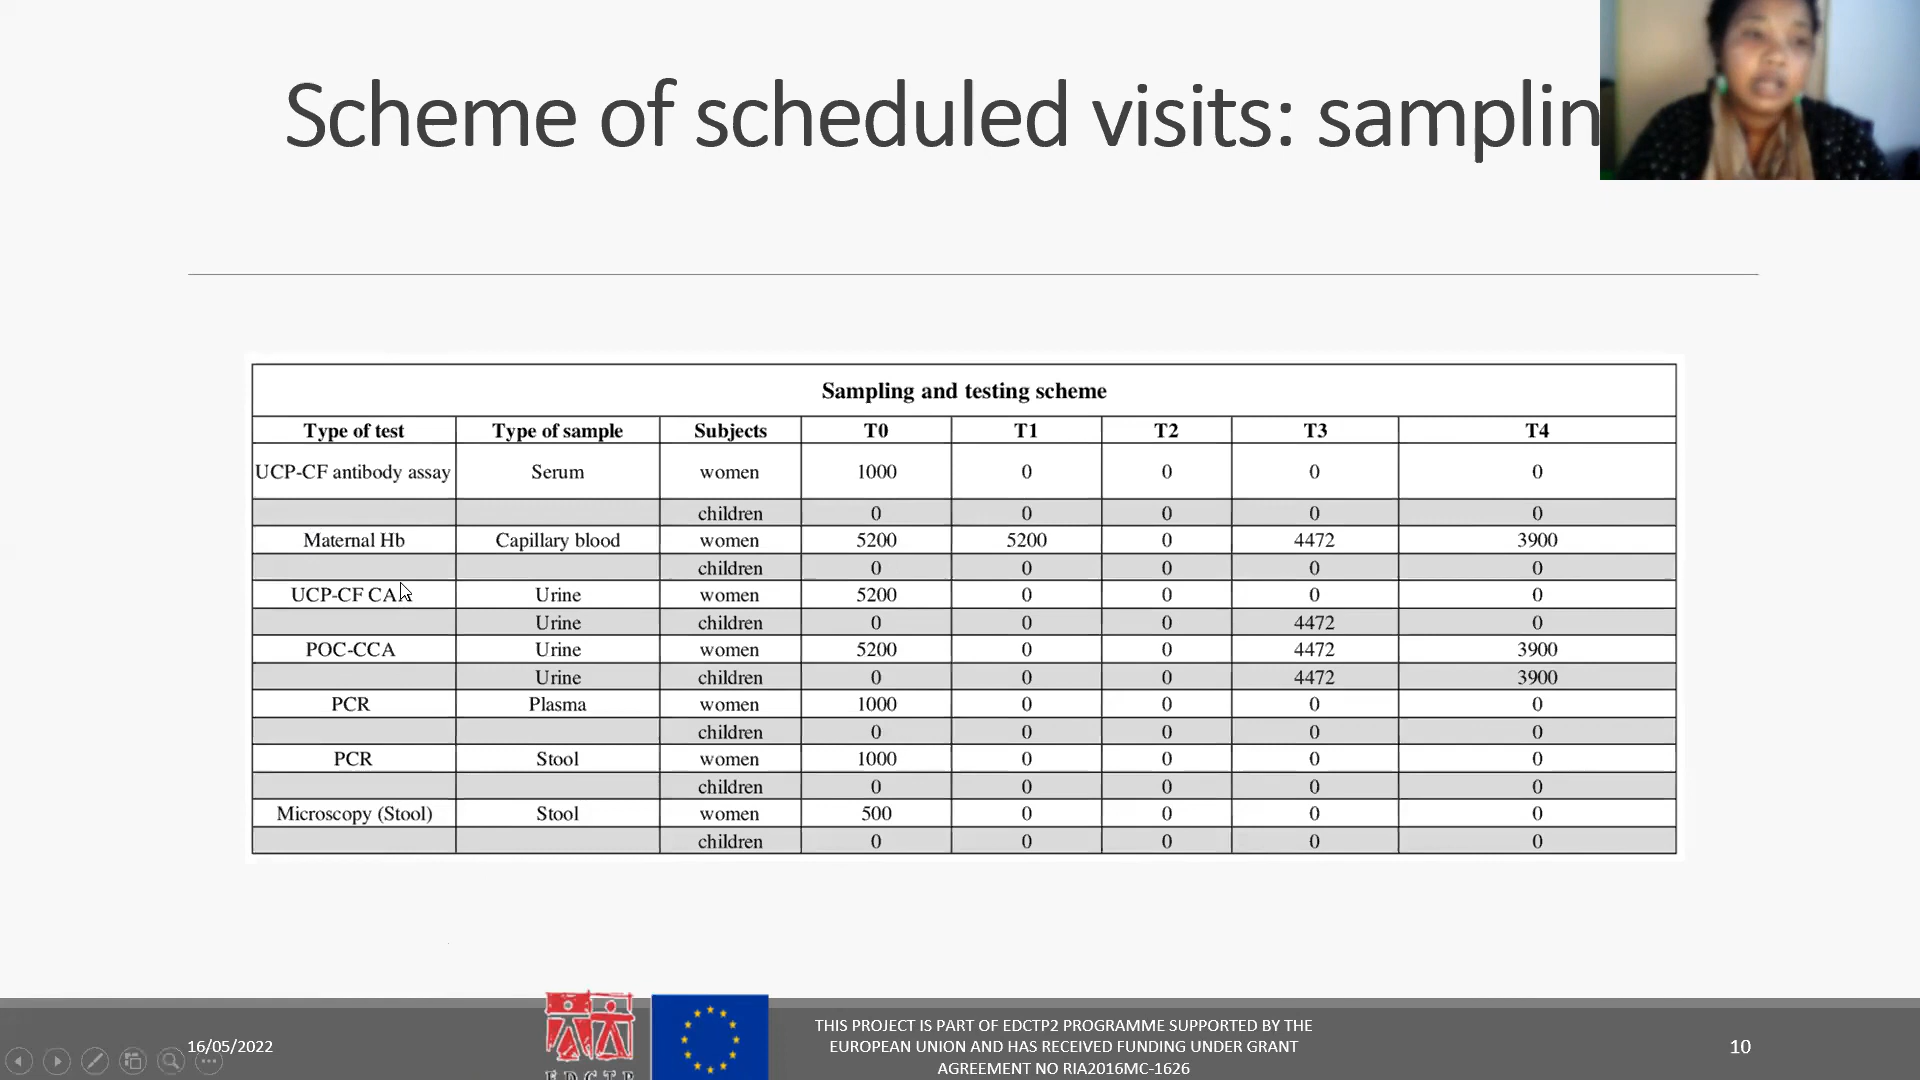 Scheme of scheduled visits: samplin
Sampling and testing scheme
Type of test Type of sample Subjects T0 T1 T2 T3 T4
UCP-CF antibody assay Serum women 1000 0 0 0 0
children 0 0 0 0 0
Maternal Hb Capillary blood women 5200 5200 0 4472 3900
children 0 0 0 0 0
UCP-CF CAA Urine women 5200 0 0 0 0
Urine children 0 0 0 4472 0
POC-CCA Urine women 5200 0 0 4472 3900
Urine children 0 0 0 4472 3900
PCR Plasma women 1000 0 0 0 0
children 0 0 0 0 0
PCR Stool women 1000 0 0 0 0
children 0 0 0 0 0
Microscopy (Stool) Stool women 500 0 0 0 0
children 0 0 0 0 0
16/05/2022
EDCTP
THIS PROJECT IS PART OF EDCTP2 PROGRAMME SUPPORTED BY THE
EUROPEAN UNION AND HAS RECEIVED FUNDING UNDER GRANT
AGREEMENT NO RIA2016MC-1626
10